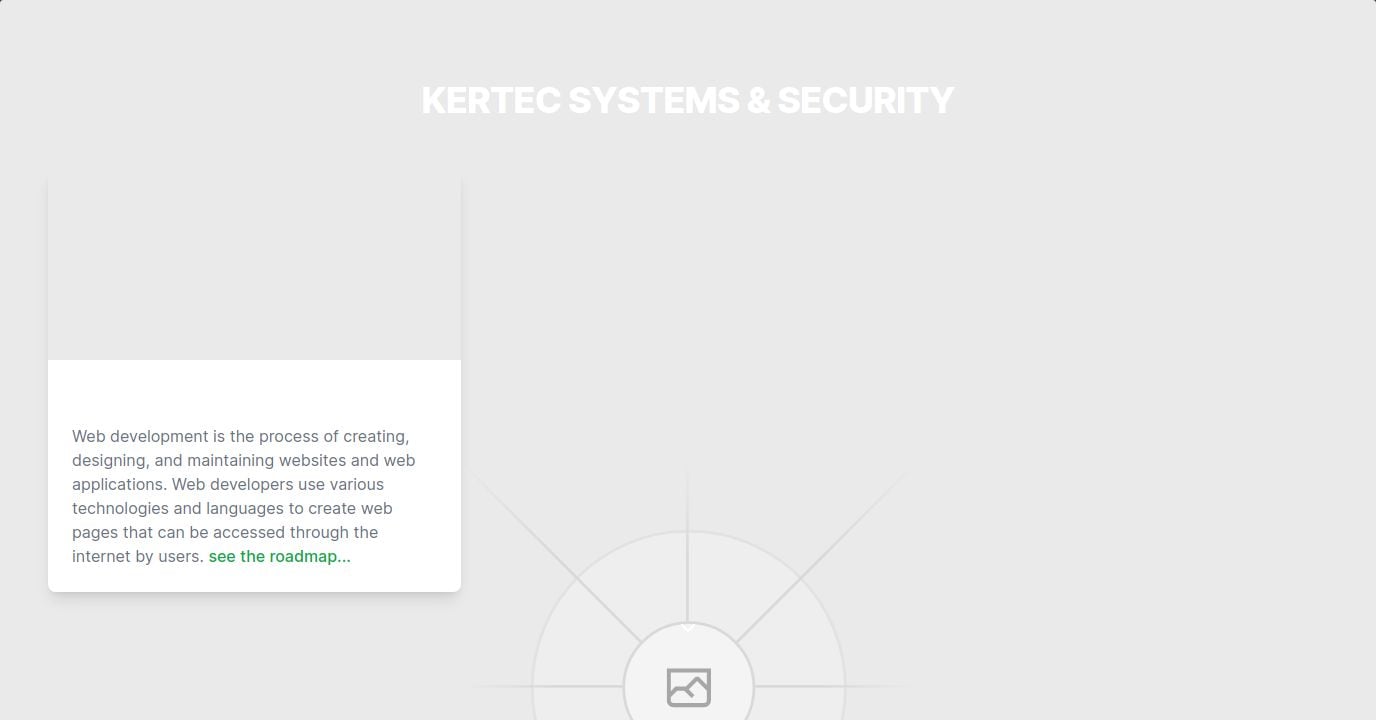 KERTEC SYSTEMS & SECURITY
Web development is the process of creating,
designing, and maintaining websites and web
applications. Web developers use various
technologies and languages to create web
pages that can be accessed through the
internet by users. see the roadmap...